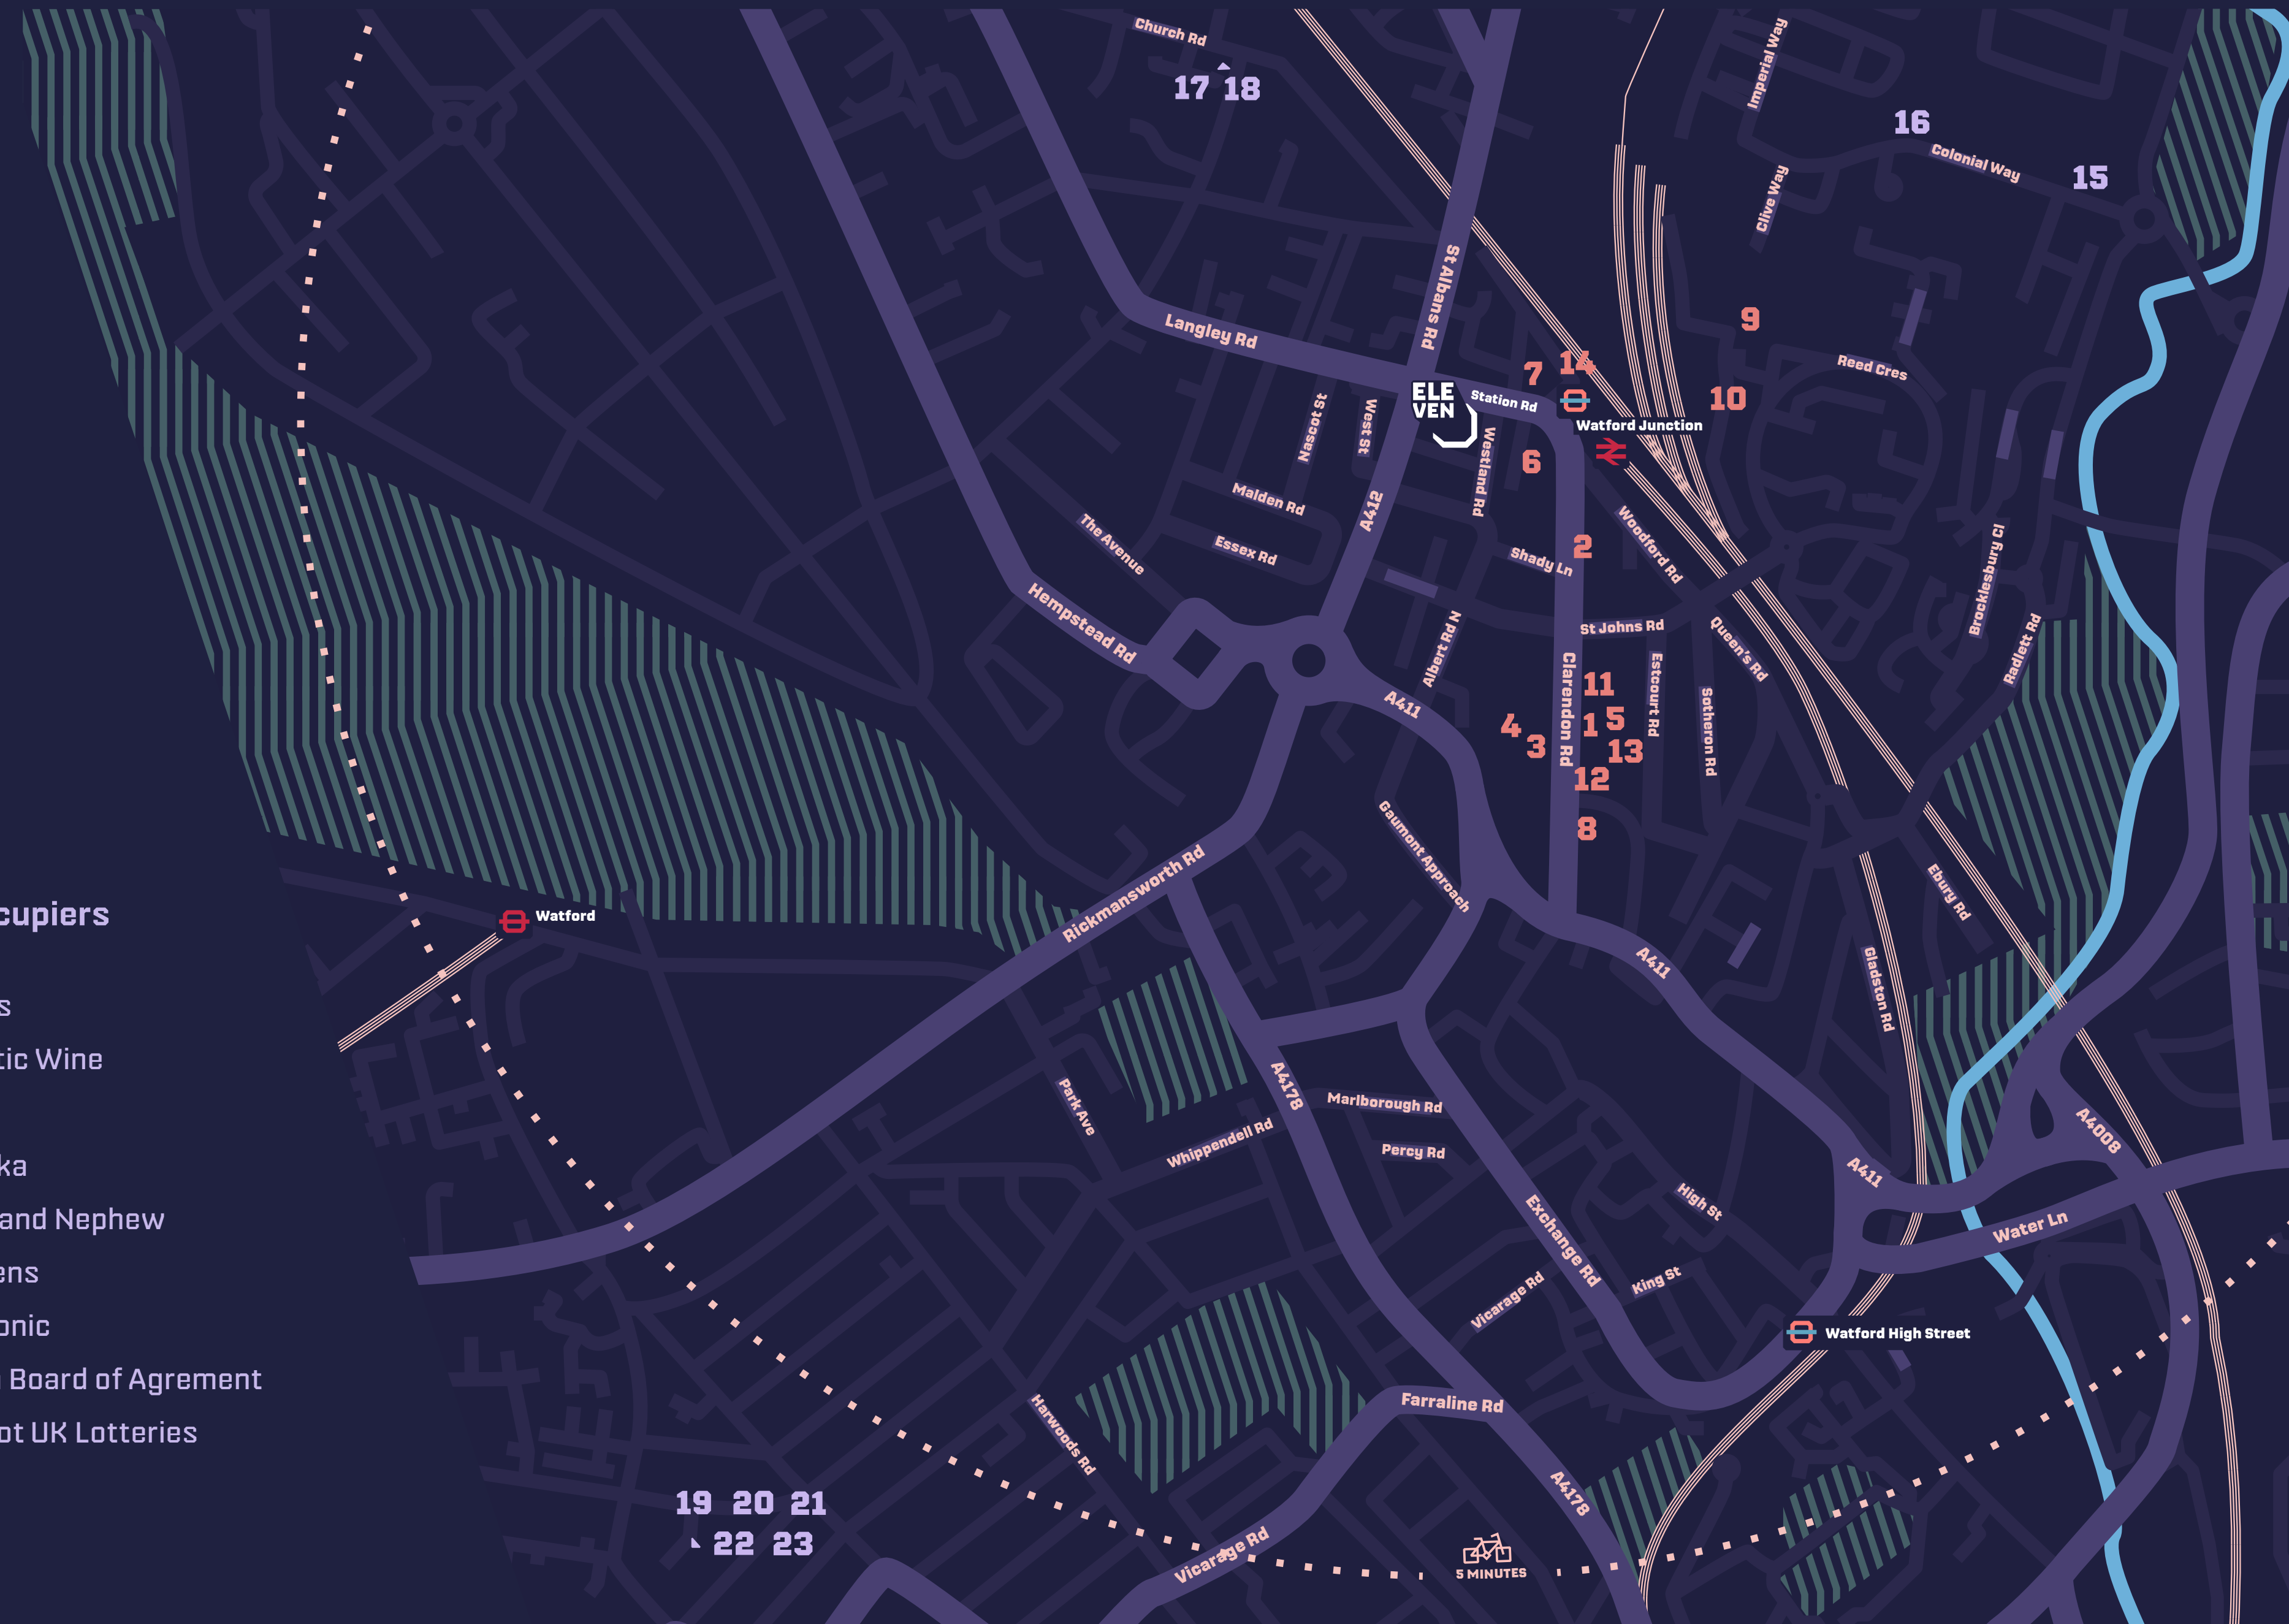 Church Rd
17 18
Imperial Way
16
Colonial Way
15
Clive Way
St Albans Rd
Langley Rd
9
Reed Cres
7
14
10
ELE
VEN
Station Rd
Watford Junction
Nascot St
West St
Westland Rd
6
A412
Malden Rd
Essex Rd
The Avenue
Woodford Rd
2
Shady Ln
Brocklesbury Cl
Hempstead Rd
Albert Rd N
St Johns Rd
Queen's Rd
Radlett Rd
Clarendon Rd
Estcourt Rd
Sotheron Rd
11
A411
4
3
1
5
13
12
8
Gaumont Approach
Rickmansworth Rd
Ebury Rd
cupiers
Watford
A411
Gladston Rd
s
tic Wine
A4178
Park Ave
Marlborough Rd
Whippendell Rd
Percy Rd
A4008
A411
ka
and Nephew
High St
Exchange Rd
Water Ln
ens
King St
Vicarage Rd
onic
Watford High Street
Board of Agrement
Farraline Rd
Harwoods Rd
ot UK Lotteries
A4178
19 20 21
22 23
Vicarage Rd
5 MINUTES